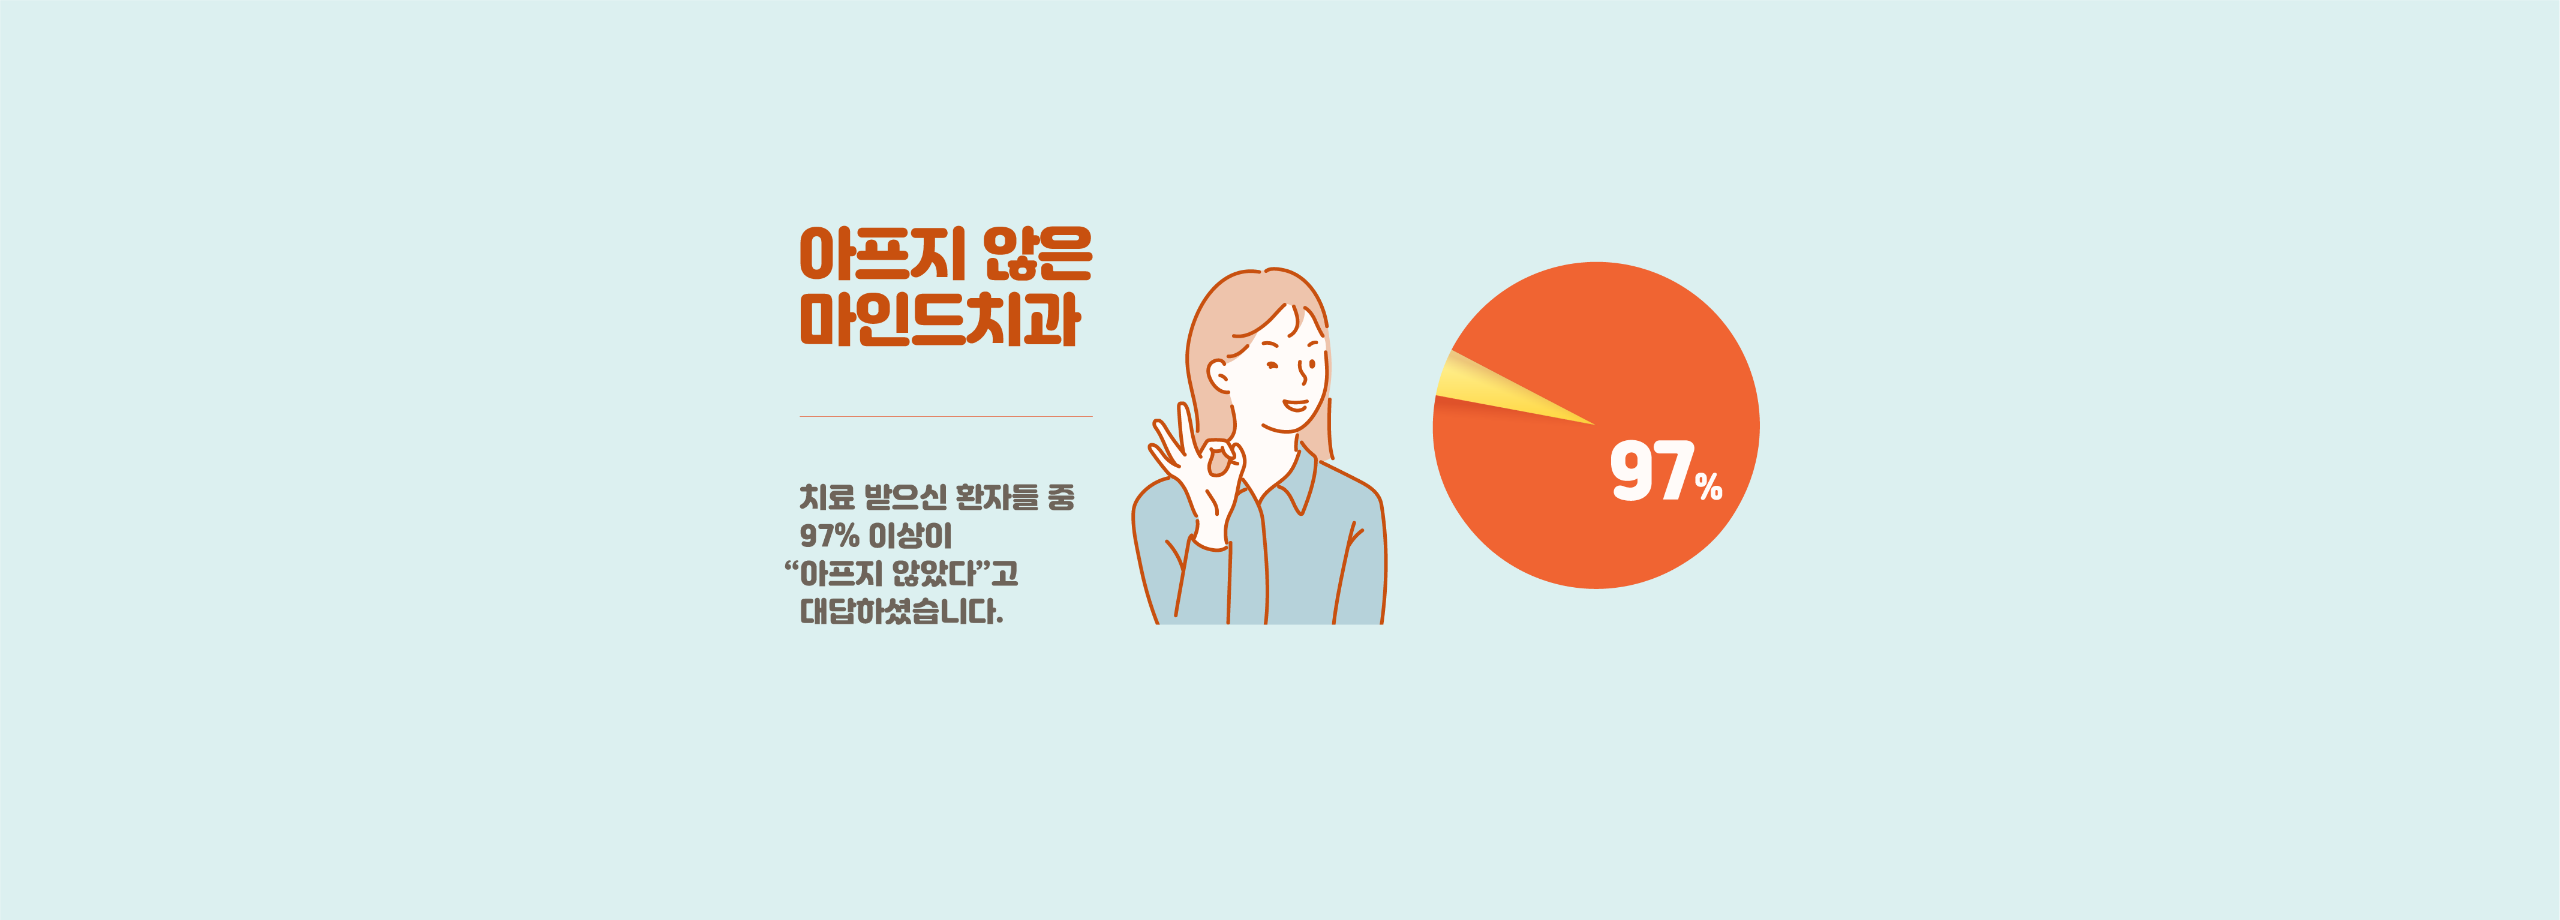 아프지 않은
마인드치과
치료 받으신 환자들 중
97% 이상이
“아프지 않았다”고
대답하셨습니다.
97%